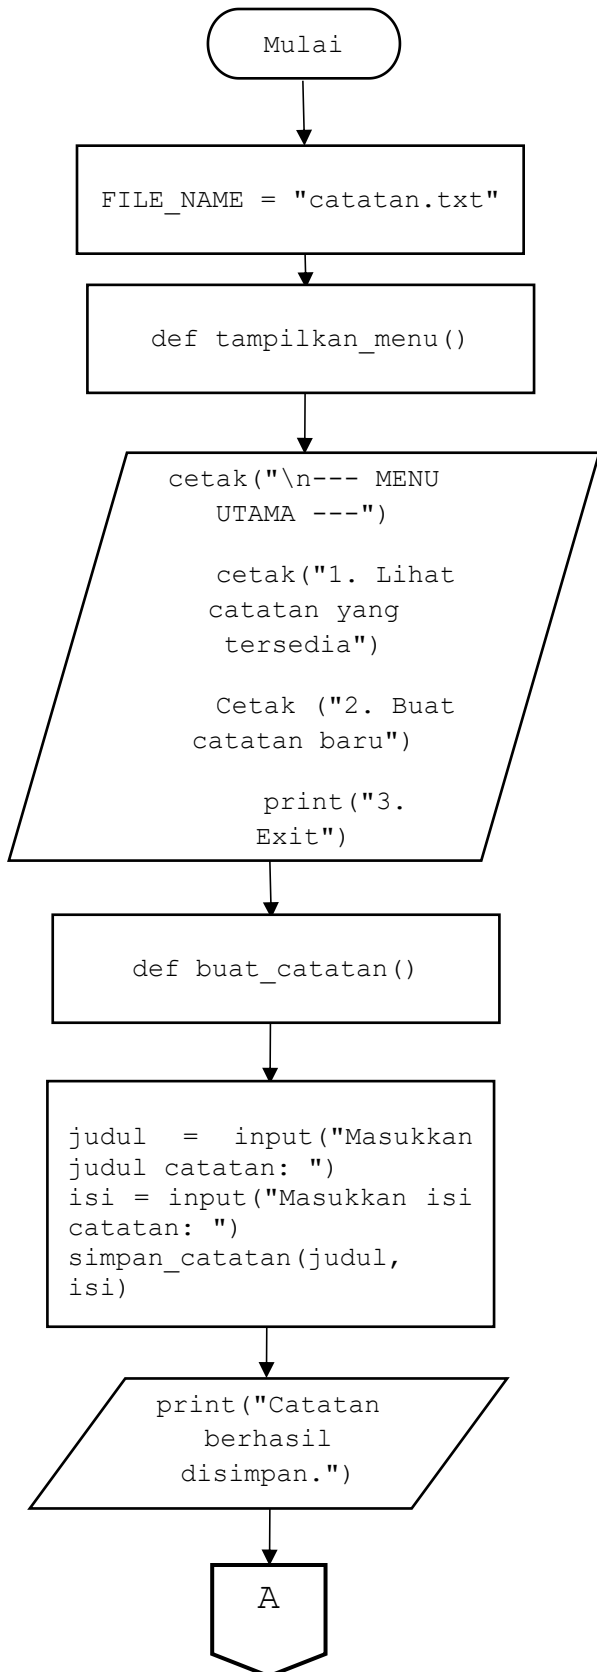 Mulai
FILE_NAME = "catatan.txt"
def tampilkan_menu()
cetak("\n--- MENU
UTAMA ---")
cetak("1. Lihat
catatan yang
tersedia")
Cetak ("2. Buat
catatan baru")
print("3.
Exit")
def buat_catatan()
judul = input("Masukkan
judul catatan: ")
isi = input("Masukkan isi
catatan: ")
simpan_catatan(judul,
isi)
print("Catatan
berhasil
disimpan.")
A